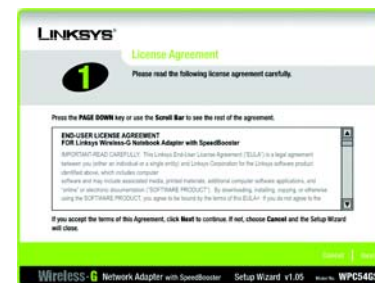 LINKSYS®
License Agreement
1
Please read the following license agreement carefully.
Press the PAGE DOWN key or use the Scroll Bar to see the rest of the agreement.
END-USER LICENSE AGREEMENT
FOR Linksys Wireless-G Notebook Adapter with SpeedBooster
IMPORTANT-READ CAREFULLY: This Linksys End-User License Agreement ("EULA") is a legal agreement
between you (either an individual or a single entity) and Linksys Corporation for the Linksys software product
identified above, which includes computer
software and may include associated media, printed materials, additional computer software applications, and
"online" or electronic documentation ("SOFTWARE PRODUCT"). By downloading, installing, copying, or otherwise
using the SOFTWARE PRODUCT, you agree to be bound by the terms of this EULA. If you do not agree to the
If you accept the terms of this Agreement, click Next to continue. If not, choose Cancel and the Setup Wizard
will close.
Wireless-G Network Adapter with SpeedBooster Setup Wizard v1.05 Model No. WPC54GS